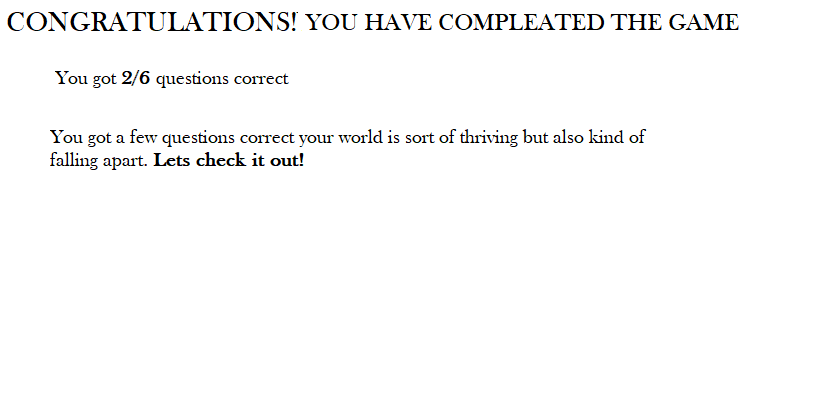 CONGRATULATIONS! YOU HAVE COMPLEATED THE GAME
You got 2/6 questions correct
You got a few questions correct your world is sort of thriving but also kind of
falling apart. Lets check it out!